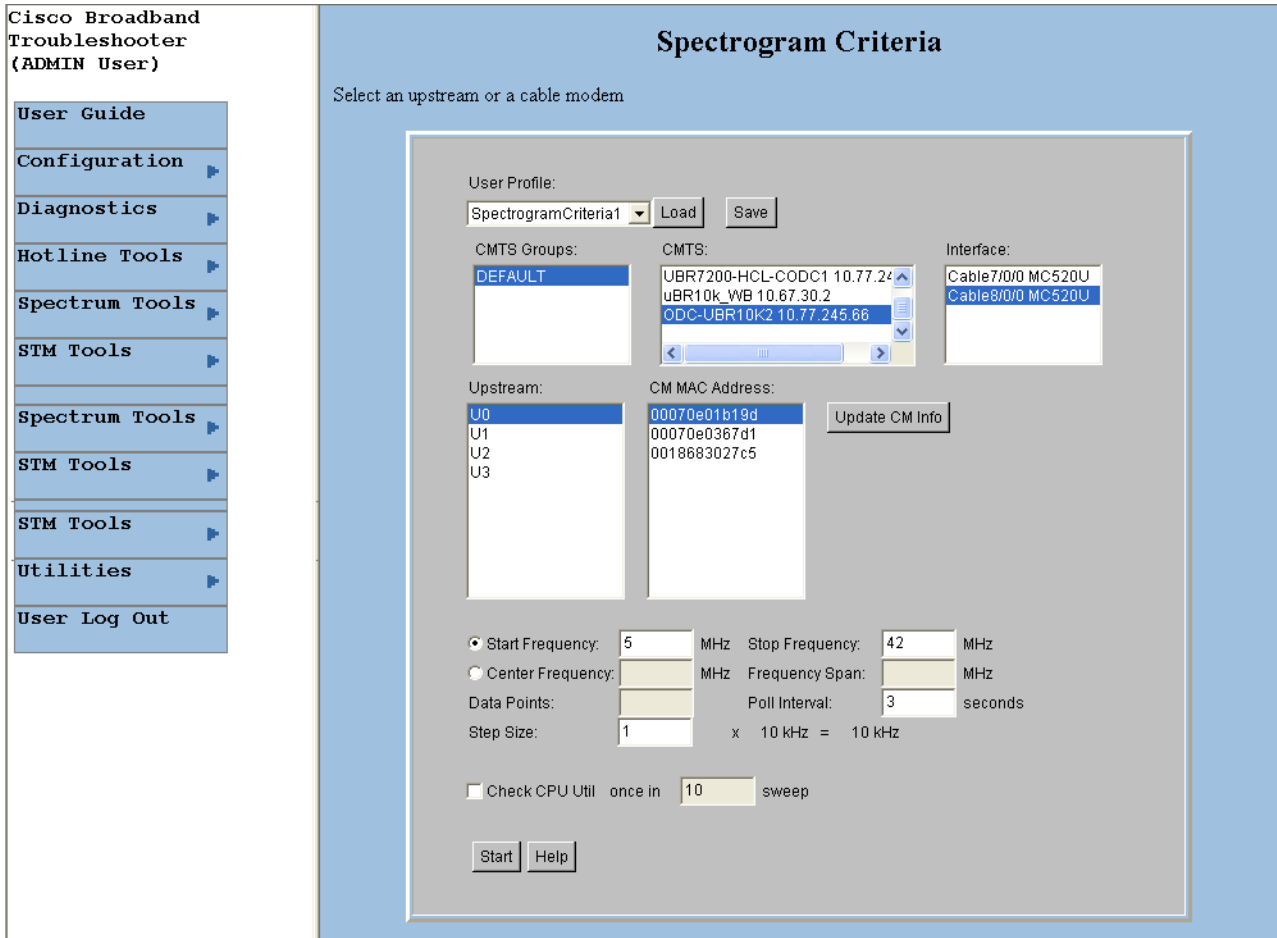 Cisco Broadband
Troubleshooter
(ADMIN User)
User Guide
Configuration
Diagnostics
Hotline Tools
Spectrum Tools
STM Tools
Spectrum Tools
STM Tools
STM Tools
Utilities
User Log Out
Spectrogram Criteria
Select an upstream or a cable modem
User Profile:
SpectrogramCriteria1 Load Save
CMTS Groups: CMTS: Interface:
DEFAULT UBR7200-HCL-CODC1 10.77.24 Cable7/0/0 MC520U
uBR10k_WB 10.67.30.2 Cable8/0/0 MC520U
ODC-UBR10K2 10.77.245.66
Upstream: CM MAC Address:
U0 00070e01b19d Update CM Info
U1 00070e0367d1
U2 0018683027c5
U3
Start Frequency: 5 MHz Stop Frequency: 42 MHz
Center Frequency: MHz Frequency Span: MHz
Data Points: Poll Interval: 3 seconds
Step Size: 1 x 10 kHz = 10 kHz
Check CPU Util once in 10 sweep
Start Help